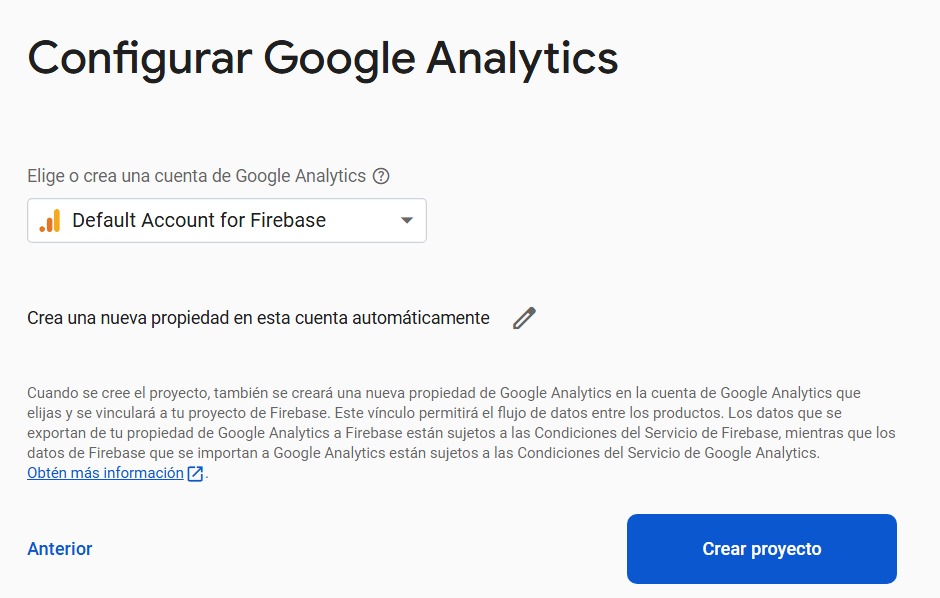 Configurar Google Analytics
Elige o crea una cuenta de Google Analytics
Default Account for Firebase
Crea una nueva propiedad en esta cuenta automáticamente
Cuando se cree el proyecto, también se creará una nueva propiedad de Google Analytics en la cuenta de Google Analytics que
elijas y se vinculará a tu proyecto de Firebase. Este vínculo permitirá el flujo de datos entre los productos. Los datos que se
exportan de tu propiedad de Google Analytics a Firebase están sujetos a las Condiciones del Servicio de Firebase, mientras que los
datos de Firebase que se importan a Google Analytics están sujetos a las Condiciones del Servicio de Google Analytics.
Obtén más información.
Anterior
Crear proyecto